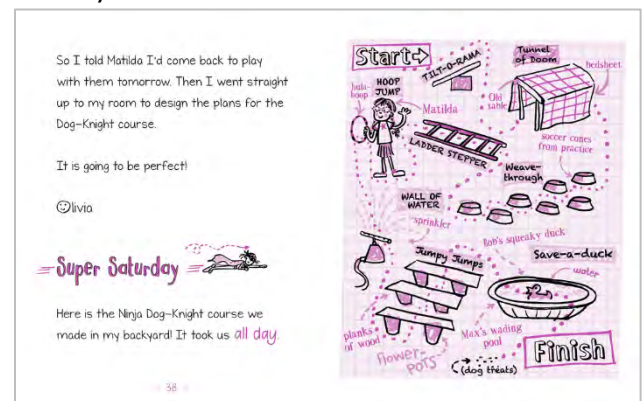 So I told Matilda I'd come back to play
with them tomorrow. Then I went straight
up to my room to design the plans for the
Dog-Knight course.
It is going to be perfect!
Olivia
Super Saturday
Here is the Ninja Dog-Knight course we
made in my backyard! It took us all day.
38
Start
TILT-O-RAMA
Tunnel
of Doom
bedsheet
hula-
hoop
HOOP
JUMP
Matilda
Old
table
LADDER STEPPER
soccer cones
from practice
Weave-
through
WALL OF
WATER
sprinkler
Bob's squeaky duck
Jumpy Jumps
Save-a-duck
water
planks
of wood
Flower-
pots
Max's wading
pool
(dog treats)
Finish